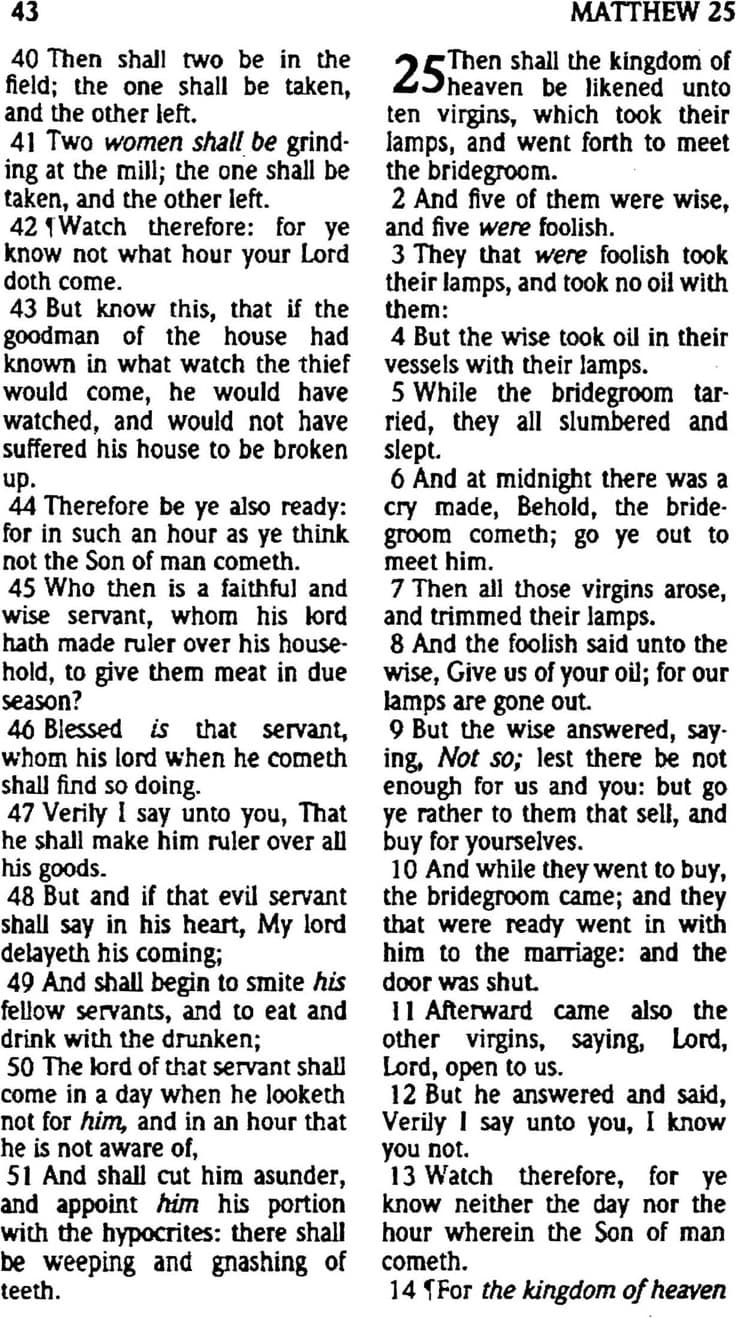 43
MATTHEW 25
40 Then shall two be in the
field; the one shall be taken,
and the other left.
41 Two women shall be grind-
ing at the mill; the one shall be
taken, and the other left.
42 ¶Watch therefore: for ye
know not what hour your Lord
doth come.
43 But know this, that if the
goodman of the house had
known in what watch the thief
would come, he would have
watched, and would not have
suffered his house to be broken
up.
44 Therefore be ye also ready:
for in such an hour as ye think
not the Son of man cometh.
45 Who then is a faithful and
wise servant, whom his lord
hath made ruler over his house-
hold, to give them meat in due
season?
46 Blessed is that servant,
whom his lord when he cometh
shall find so doing.
47 Verily I say unto you, That
he shall make him ruler over all
his goods.
48 But and if that evil servant
shall say in his heart, My lord
delayeth his coming;
49 And shall begin to smite his
fellow servants, and to eat and
drink with the drunken;
50 The lord of that servant shall
come in a day when he looketh
not for him, and in an hour that
he is not aware of,
51 And shall cut him asunder,
and appoint him his portion
with the hypocrites: there shall
be weeping and gnashing of
teeth.
25 Then shall the kingdom of
heaven be likened unto
ten virgins, which took their
lamps, and went forth to meet
the bridegroom.
2 And five of them were wise,
and five were foolish.
3 They that were foolish took
their lamps, and took no oil with
them:
4 But the wise took oil in their
vessels with their lamps.
5 While the bridegroom tar-
ried, they all slumbered and
slept.
6 And at midnight there was a
cry made, Behold, the bride-
groom cometh; go ye out to
meet him.
7 Then all those virgins arose,
and trimmed their lamps.
8 And the foolish said unto the
wise, Give us of your oil; for our
lamps are gone out.
9 But the wise answered, say-
ing, Not so; lest there be not
enough for us and you: but go
ye rather to them that sell, and
buy for yourselves.
10 And while they went to buy,
the bridegroom came; and they
that were ready went in with
him to the marriage: and the
door was shut.
11 Afterward came also the
other virgins, saying, Lord,
Lord, open to us.
12 But he answered and said,
Verily I say unto you, I know
you not.
13 Watch therefore, for ye
know neither the day nor the
hour wherein the Son of man
cometh.
14 ¶For the kingdom of heaven